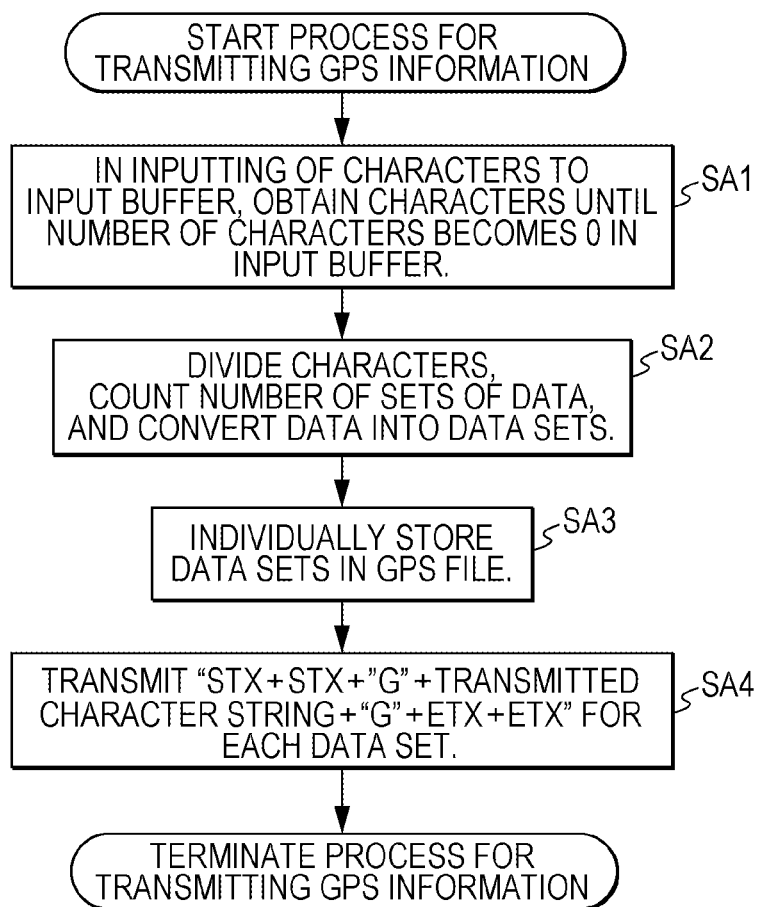 START PROCESS FOR
TRANSMITTING GPS INFORMATION
IN INPUTTING OF CHARACTERS TO
INPUT BUFFER, OBTAIN CHARACTERS UNTIL
NUMBER OF CHARACTERS BECOMES 0 IN
INPUT BUFFER.
SA1
DIVIDE CHARACTERS,
COUNT NUMBER OF SETS OF DATA,
AND CONVERT DATA INTO DATA SETS.
SA2
INDIVIDUALLY STORE
DATA SETS IN GPS FILE.
SA3
TRANSMIT “STX+STX+”G”+TRANSMITTED
CHARACTER STRING+“G”+ETX+ETX” FOR
EACH DATA SET.
SA4
TERMINATE PROCESS FOR
TRANSMITTING GPS INFORMATION